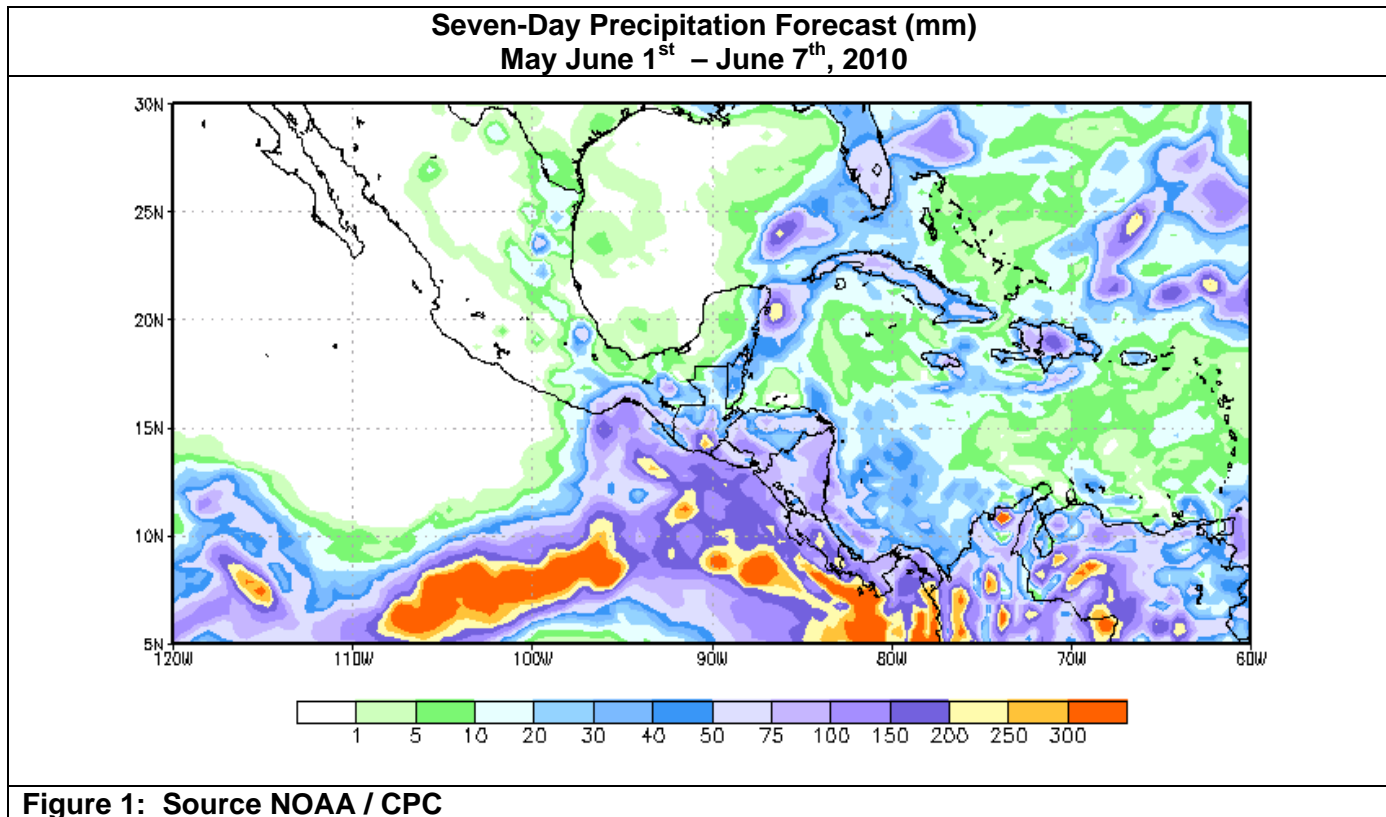 Seven-Day Precipitation Forecast (mm)
May June 1st – June 7th, 2010
30N
25N
20N
15N
10N
5N
120W 110W 100W 90W 80W 70W 60W
1 5 10 20 30 40 50 75 100 150 200 250 300
Figure 1: Source NOAA / CPC